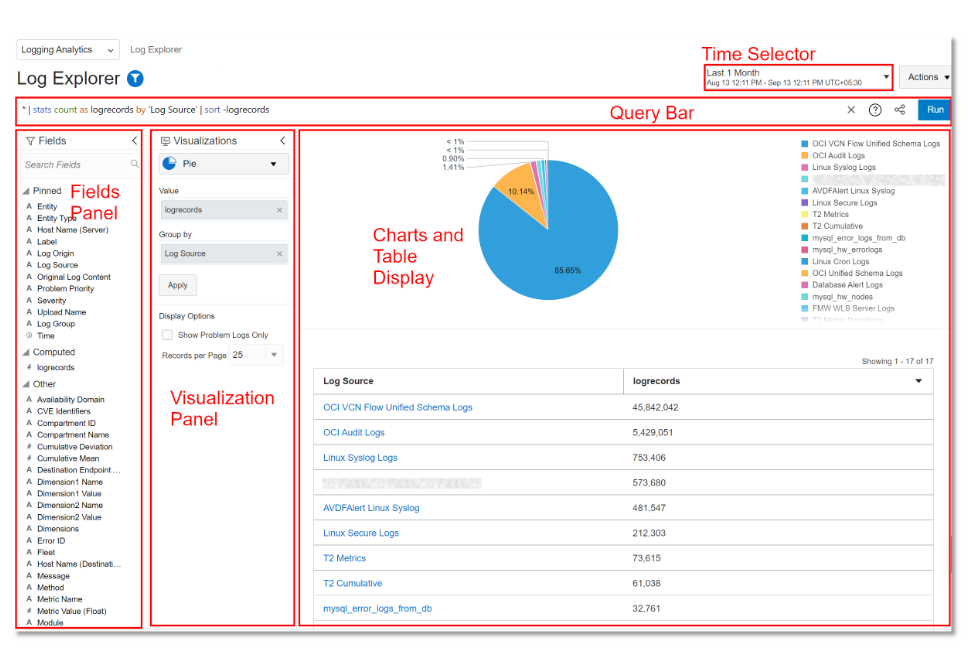 Logging Analytics
Log Explorer
Time Selector
Log Explorer
Last 1 Month
Aug 13 12:11 PM - Sep 13 12:11 PM UTC+05:30
Actions
* | stats count as logrecords by 'Log Source' | sort -logrecords
Query Bar
Run
Fields
Search Fields
Pinned
Fields Panel
Entity
Entity Type
Host Name (Server)
Label
Log Origin
Log Source
Original Log Content
Problem Priority
Severity
Upload Name
Log Group
Time
Computed
logrecords
Other
Availability Domain
CVE Identifiers
Compartment ID
Compartment Name
Cumulative Deviation
Cumulative Mean
Destination Endpoint ...
Dimension1 Name
Dimension1 Value
Dimension2 Name
Dimension2 Value
Dimensions
Error ID
Fleet
Host Name (Destinati...
Message
Method
Metric Name
Metric Value (Float)
Module
Visualizations
Pie
Value
logrecords
Group by
Log Source
Apply
Display Options
Show Problem Logs Only
Records per Page 25
Visualization
Panel
< 1%
< 1%
0.90%
1.41%
10.14%
85.65%
Charts and
Table
Display
OCI VCN Flow Unified Schema Logs
OCI Audit Logs
Linux Syslog Logs
AVDFAlert Linux Syslog
Linux Secure Logs
T2 Metrics
T2 Cumulative
mysql_error_logs_from_db
mysql_hw_errorlogs
Linux Cron Logs
OCI Unified Schema Logs
Database Alert Logs
mysql_hw_nodes
FMW WLS Server Logs
Showing 1 - 17 of 17
Log Source logrecords
OCI VCN Flow Unified Schema Logs 45,842,042
OCI Audit Logs 5,429,051
Linux Syslog Logs 753,406
573,680
AVDFAlert Linux Syslog 481,547
Linux Secure Logs 212,303
T2 Metrics 73,615
T2 Cumulative 61,038
mysql_error_logs_from_db 32,761